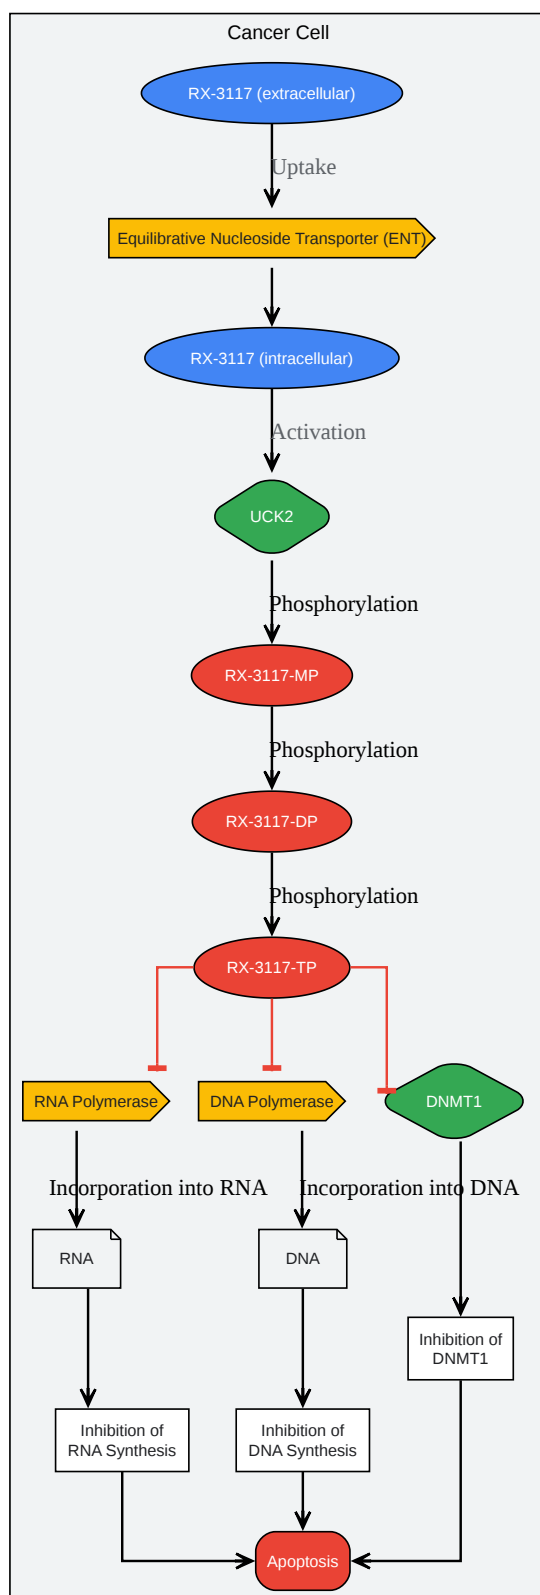 Cancer Cell
RX-3117 (extracellular)
Uptake
Equilibrative Nucleoside Transporter (ENT)
RX-3117 (intracellular)
Activation
UCK2
Phosphorylation
RX-3117-MP
Phosphorylation
RX-3117-DP
Phosphorylation
RX-3117-TP
RNA Polymerase
DNA Polymerase
DNMT1
Incorporation into RNA
Incorporation into DNA
RNA
DNA
Inhibition of
DNMT1
Inhibition of
RNA Synthesis
Inhibition of
DNA Synthesis
Apoptosis